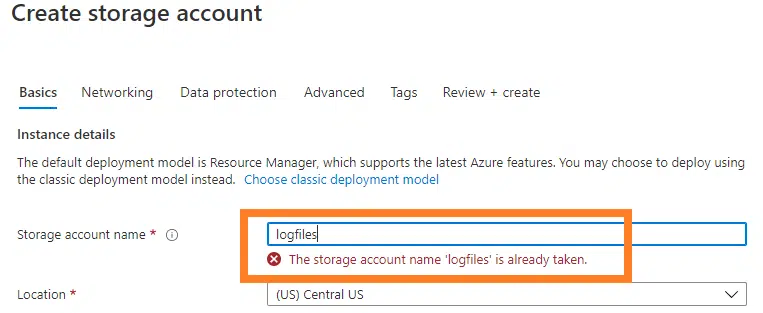 Create storage account
Basics Networking Data protection Advanced Tags Review + create
Instance details
The default deployment model is Resource Manager, which supports the latest Azure features. You may choose to deploy using
the classic deployment model instead. Choose classic deployment model
Storage account name * logfiles
The storage account name 'logfiles' is already taken.
Location * (US) Central US